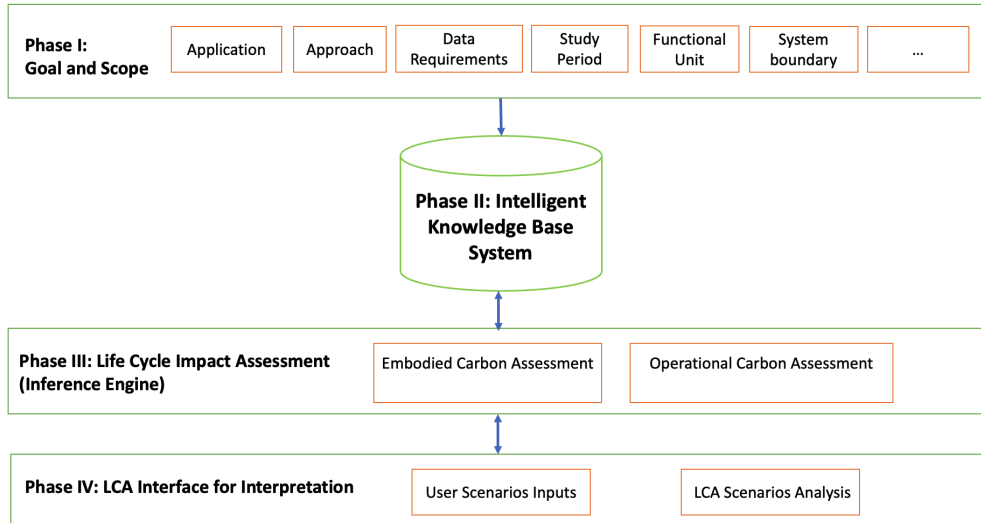 Phase I:
Goal and Scope
Application
Approach
Data
Requirements
Study
Period
Functional
Unit
System
boundary
...
Phase II: Intelligent
Knowledge Base
System
Phase III: Life Cycle Impact Assessment
(Inference Engine)
Embodied Carbon Assessment
Operational Carbon Assessment
Phase IV: LCA Interface for Interpretation
User Scenarios Inputs
LCA Scenarios Analysis